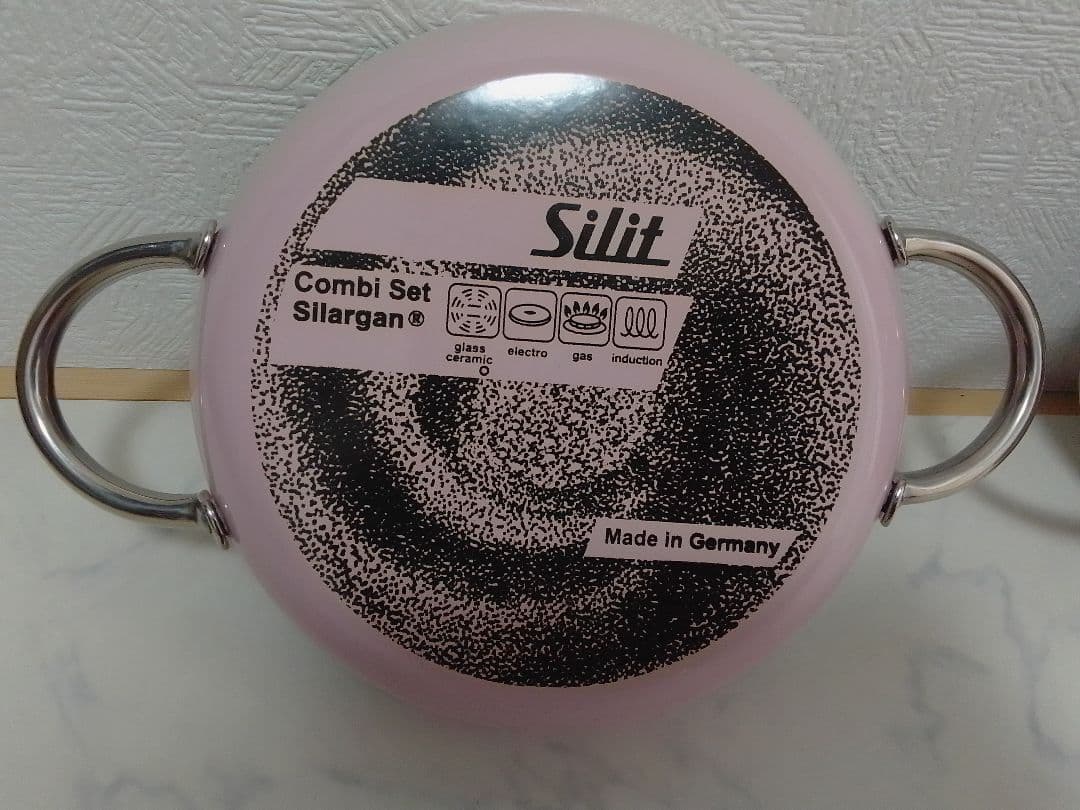 Silit
Combi Set
Silargan®
glass
ceramic
electro
gas
induction
Made in Germany